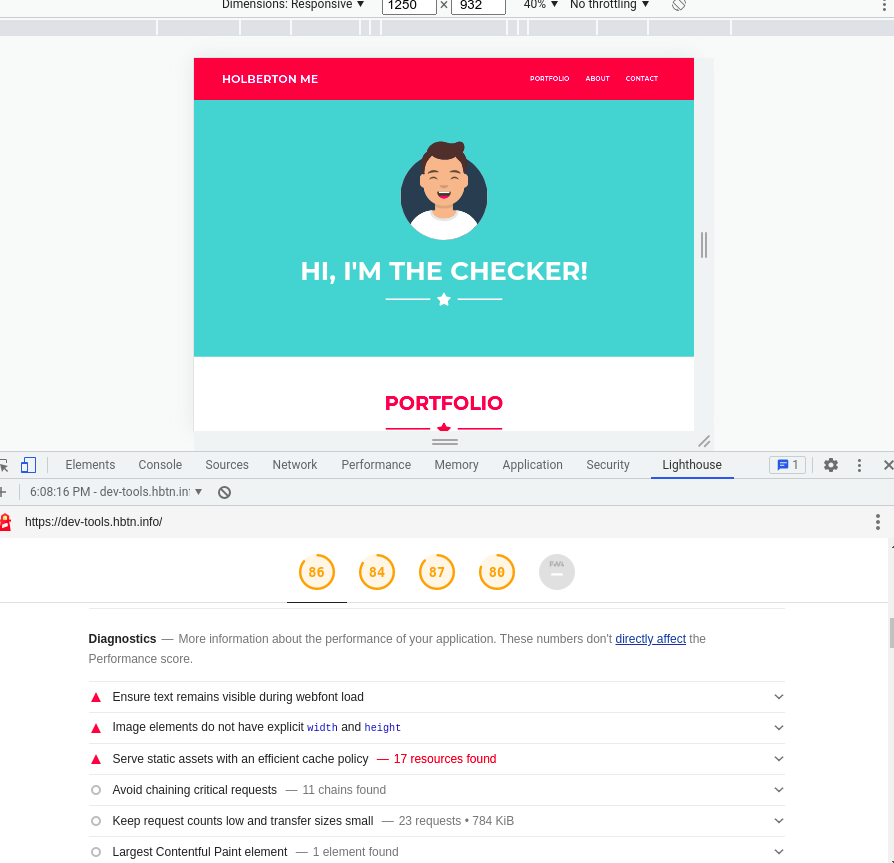 Dimensions: Responsive ▼ 1250 × 932 40% ▼ No throttling ▼
HOLBERTON ME PORTFOLIO ABOUT CONTACT
HI, I'M THE CHECKER!
PORTFOLIO
Elements Console Sources Network Performance Memory Application Security Lighthouse 1
6:08:16 PM - dev-tools.hbtn.in ▼
https://dev-tools.hbtn.info/
86 84 87 80 PWA
Diagnostics — More information about the performance of your application. These numbers don't directly affect the
Performance score.
Ensure text remains visible during webfont load
Image elements do not have explicit width and height
Serve static assets with an efficient cache policy — 17 resources found
Avoid chaining critical requests — 11 chains found
Keep request counts low and transfer sizes small — 23 requests • 784 KiB
Largest Contentful Paint element — 1 element found